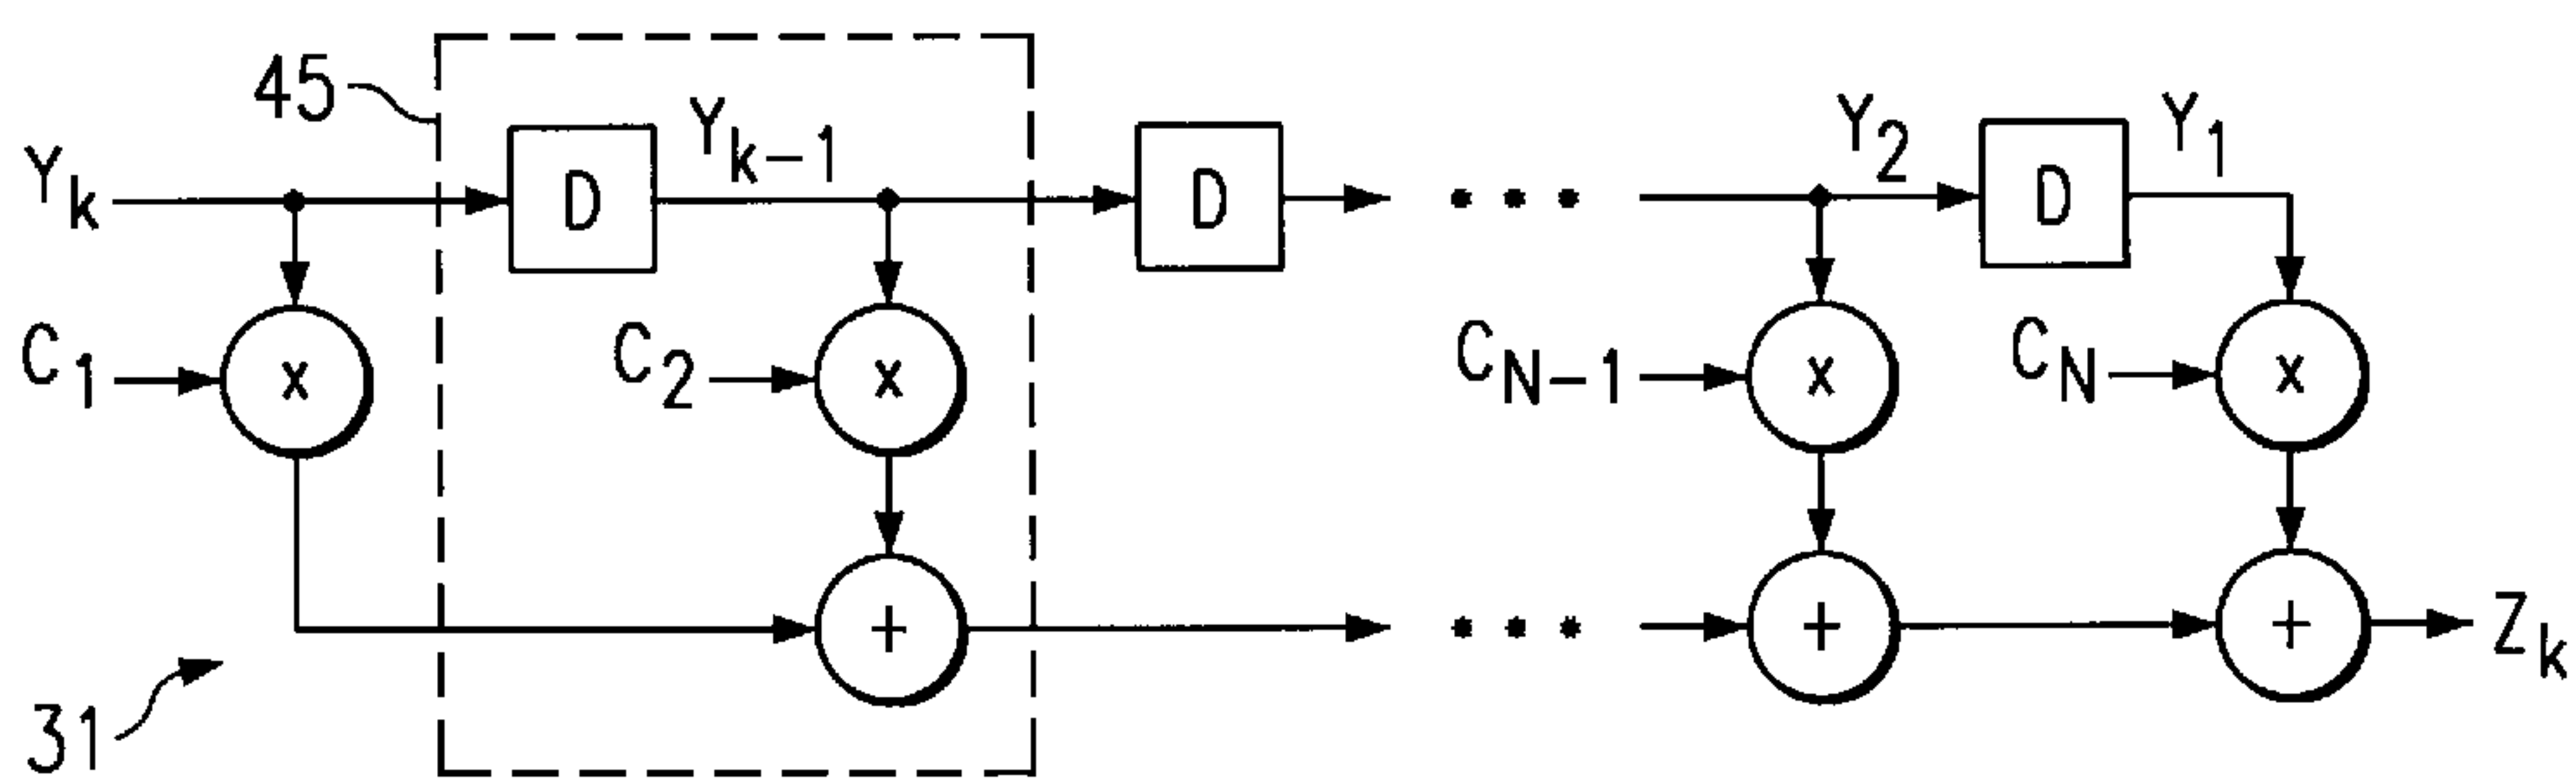 45
Y_k D Y_{k-1} D • • • Y_2 D Y_1
C_1 x C_2 x C_{N-1} x C_N x
+ • • • + + Z_k
31